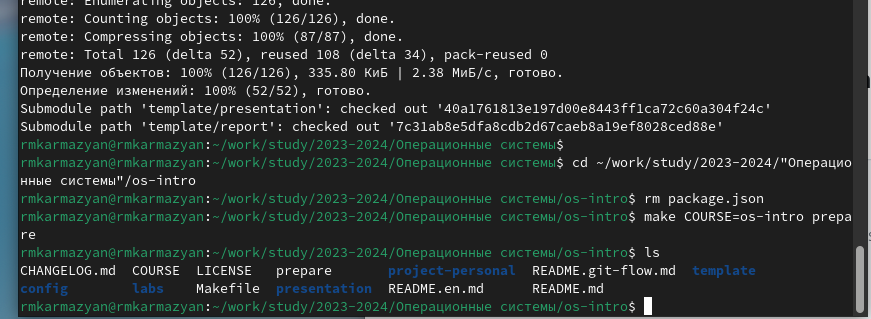 remote: Enumerating objects: 126, done.
remote: Counting objects: 100% (126/126), done.
remote: Compressing objects: 100% (87/87), done.
remote: Total 126 (delta 52), reused 108 (delta 34), pack-reused 0
Получение объектов: 100% (126/126), 335.80 КиБ | 2.38 МиБ/с, готово.
Определение изменений: 100% (52/52), готово.
Submodule path 'template/presentation': checked out '40a1761813e197d00e8443ff1ca72c60a304f24c'
Submodule path 'template/report': checked out '7c31ab8e5dfa8cdb2d67caeb8a19ef8028ced88e'
rmkarmazyan@rmkarmazyan:~/work/study/2023-2024/Операционные системы$
rmkarmazyan@rmkarmazyan:~/work/study/2023-2024/Операционные системы$ cd ~/work/study/2023-2024/"Операцио
нные системы"/os-intro
rmkarmazyan@rmkarmazyan:~/work/study/2023-2024/Операционные системы/os-intro$ rm package.json
rmkarmazyan@rmkarmazyan:~/work/study/2023-2024/Операционные системы/os-intro$ make COURSE=os-intro prepa
re
rmkarmazyan@rmkarmazyan:~/work/study/2023-2024/Операционные системы/os-intro$ ls
CHANGELOG.md COURSE LICENSE prepare project-personal README.git-flow.md template
config labs Makefile presentation README.en.md README.md
rmkarmazyan@rmkarmazyan:~/work/study/2023-2024/Операционные системы/os-intro$